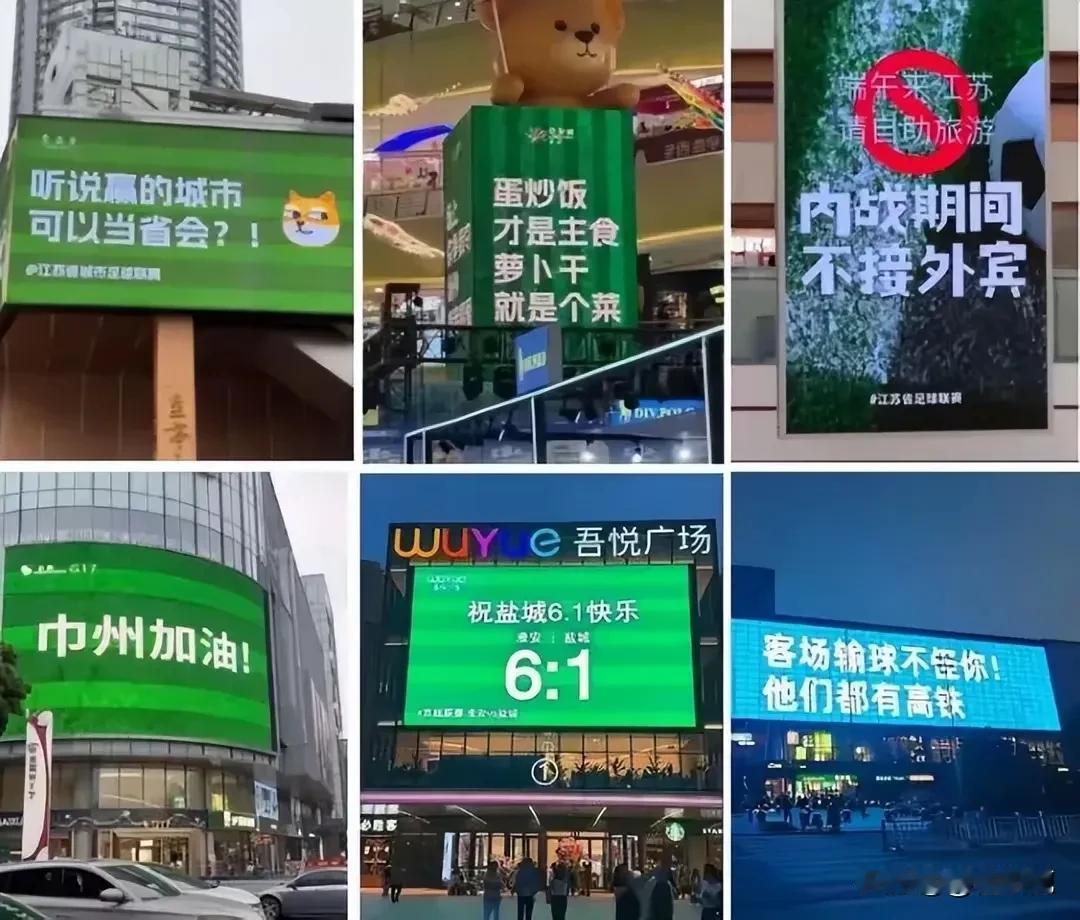 听说赢的城市
可以当省会？！
@江苏省城市足球联赛
蛋炒饭
才是主食
萝卜干
就是个菜
端午来江苏
请自助旅游
内战期间
不接外宾
#江苏省足球联赛
G17
巾州加油!
WUYUE 吾悦广场
祝盐城6.1快乐
淮安 : 盐城
6:1
客场输球不怪你!
他们都有高铁